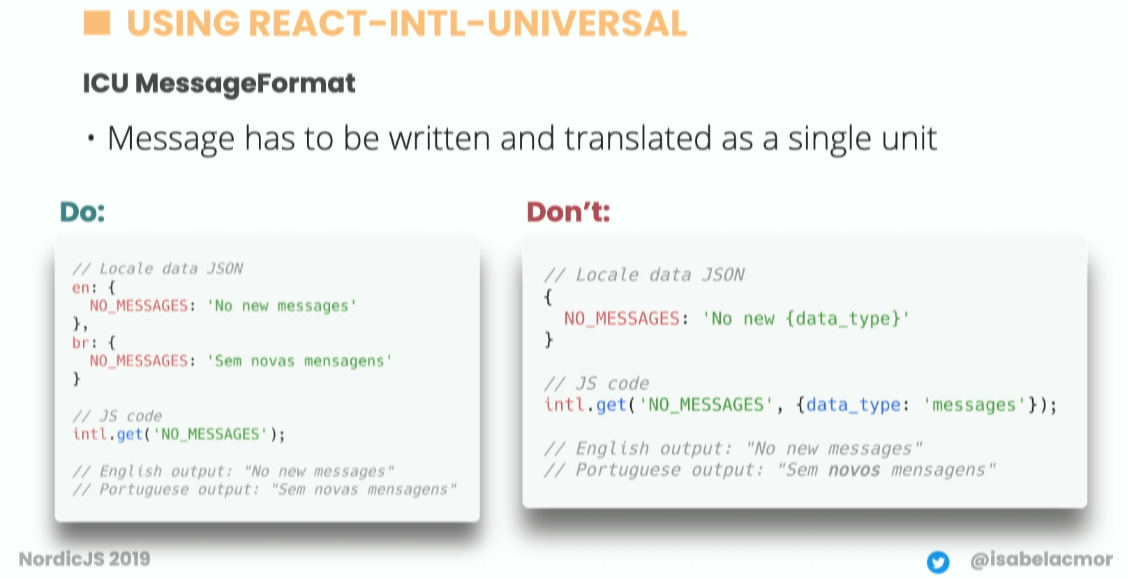 USING REACT-INTL-UNIVERSAL
ICU MessageFormat
• Message has to be written and translated as a single unit
Do:
// Locale data JSON
en: {
  NO_MESSAGES: 'No new messages'
},
br: {
  NO_MESSAGES: 'Sem novas mensagens'
}
// JS code
intl.get('NO_MESSAGES');
// English output: "No new messages"
// Portuguese output: "Sem novas mensagens"
Don't:
// Locale data JSON
{
  NO_MESSAGES: 'No new {data_type}'
}
// JS code
intl.get('NO_MESSAGES', {data_type: 'messages'});
// English output: "No new messages"
// Portuguese output: "Sem novos mensagens"
NordicJS 2019
@isabelacmor